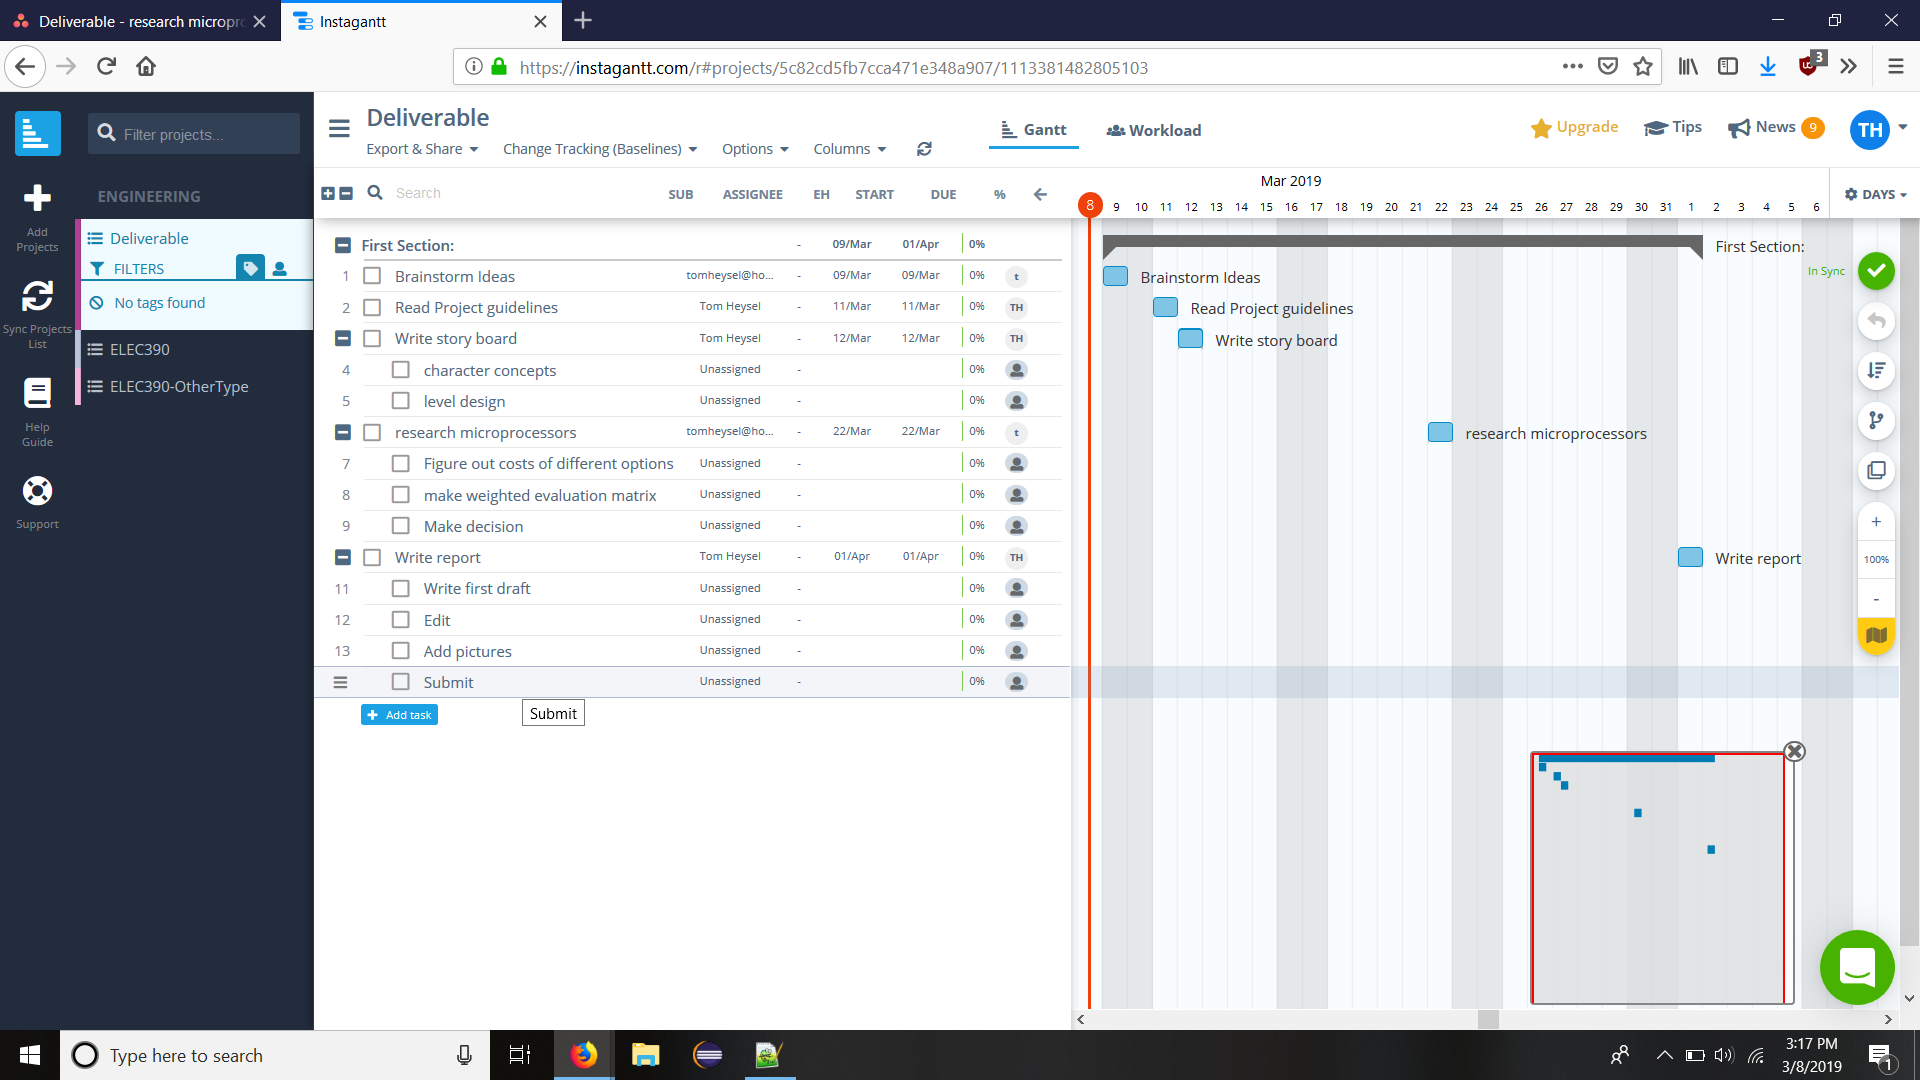 Deliverable - research micropr
Instagantt
https://instagantt.com/r#projects/5c82cd5fb7cca471e348a907/1113381482805103
3
Filter projects...
Add Projects
Sync Projects List
Help Guide
Support
ENGINEERING
Deliverable
FILTERS
No tags found
ELEC390
ELEC390-OtherType
Deliverable
Export & Share
Change Tracking (Baselines)
Options
Columns
Gantt
Workload
Upgrade
Tips
News 9
TH
Search
SUB ASSIGNEE EH START DUE %
Mar 2019
DAYS
8 9 10 11 12 13 14 15 16 17 18 19 20 21 22 23 24 25 26 27 28 29 30 31 1 2 3 4 5 6
First Section: - 09/Mar 01/Apr 0%
1 Brainstorm Ideas tomheysel@ho... - 09/Mar 09/Mar 0% t
2 Read Project guidelines Tom Heysel - 11/Mar 11/Mar 0% TH
Write story board Tom Heysel - 12/Mar 12/Mar 0% TH
4 character concepts Unassigned - 0%
5 level design Unassigned - 0%
research microprocessors tomheysel@ho... - 22/Mar 22/Mar 0% t
7 Figure out costs of different options Unassigned - 0%
8 make weighted evaluation matrix Unassigned - 0%
9 Make decision Unassigned - 0%
Write report Tom Heysel - 01/Apr 01/Apr 0% TH
11 Write first draft Unassigned - 0%
12 Edit Unassigned - 0%
13 Add pictures Unassigned - 0%
Submit Unassigned - 0%
+ Add task
Submit
First Section:
In Sync
Brainstorm Ideas
Read Project guidelines
Write story board
research microprocessors
Write report
+
100%
-
Type here to search
3:17 PM
3/8/2019
1